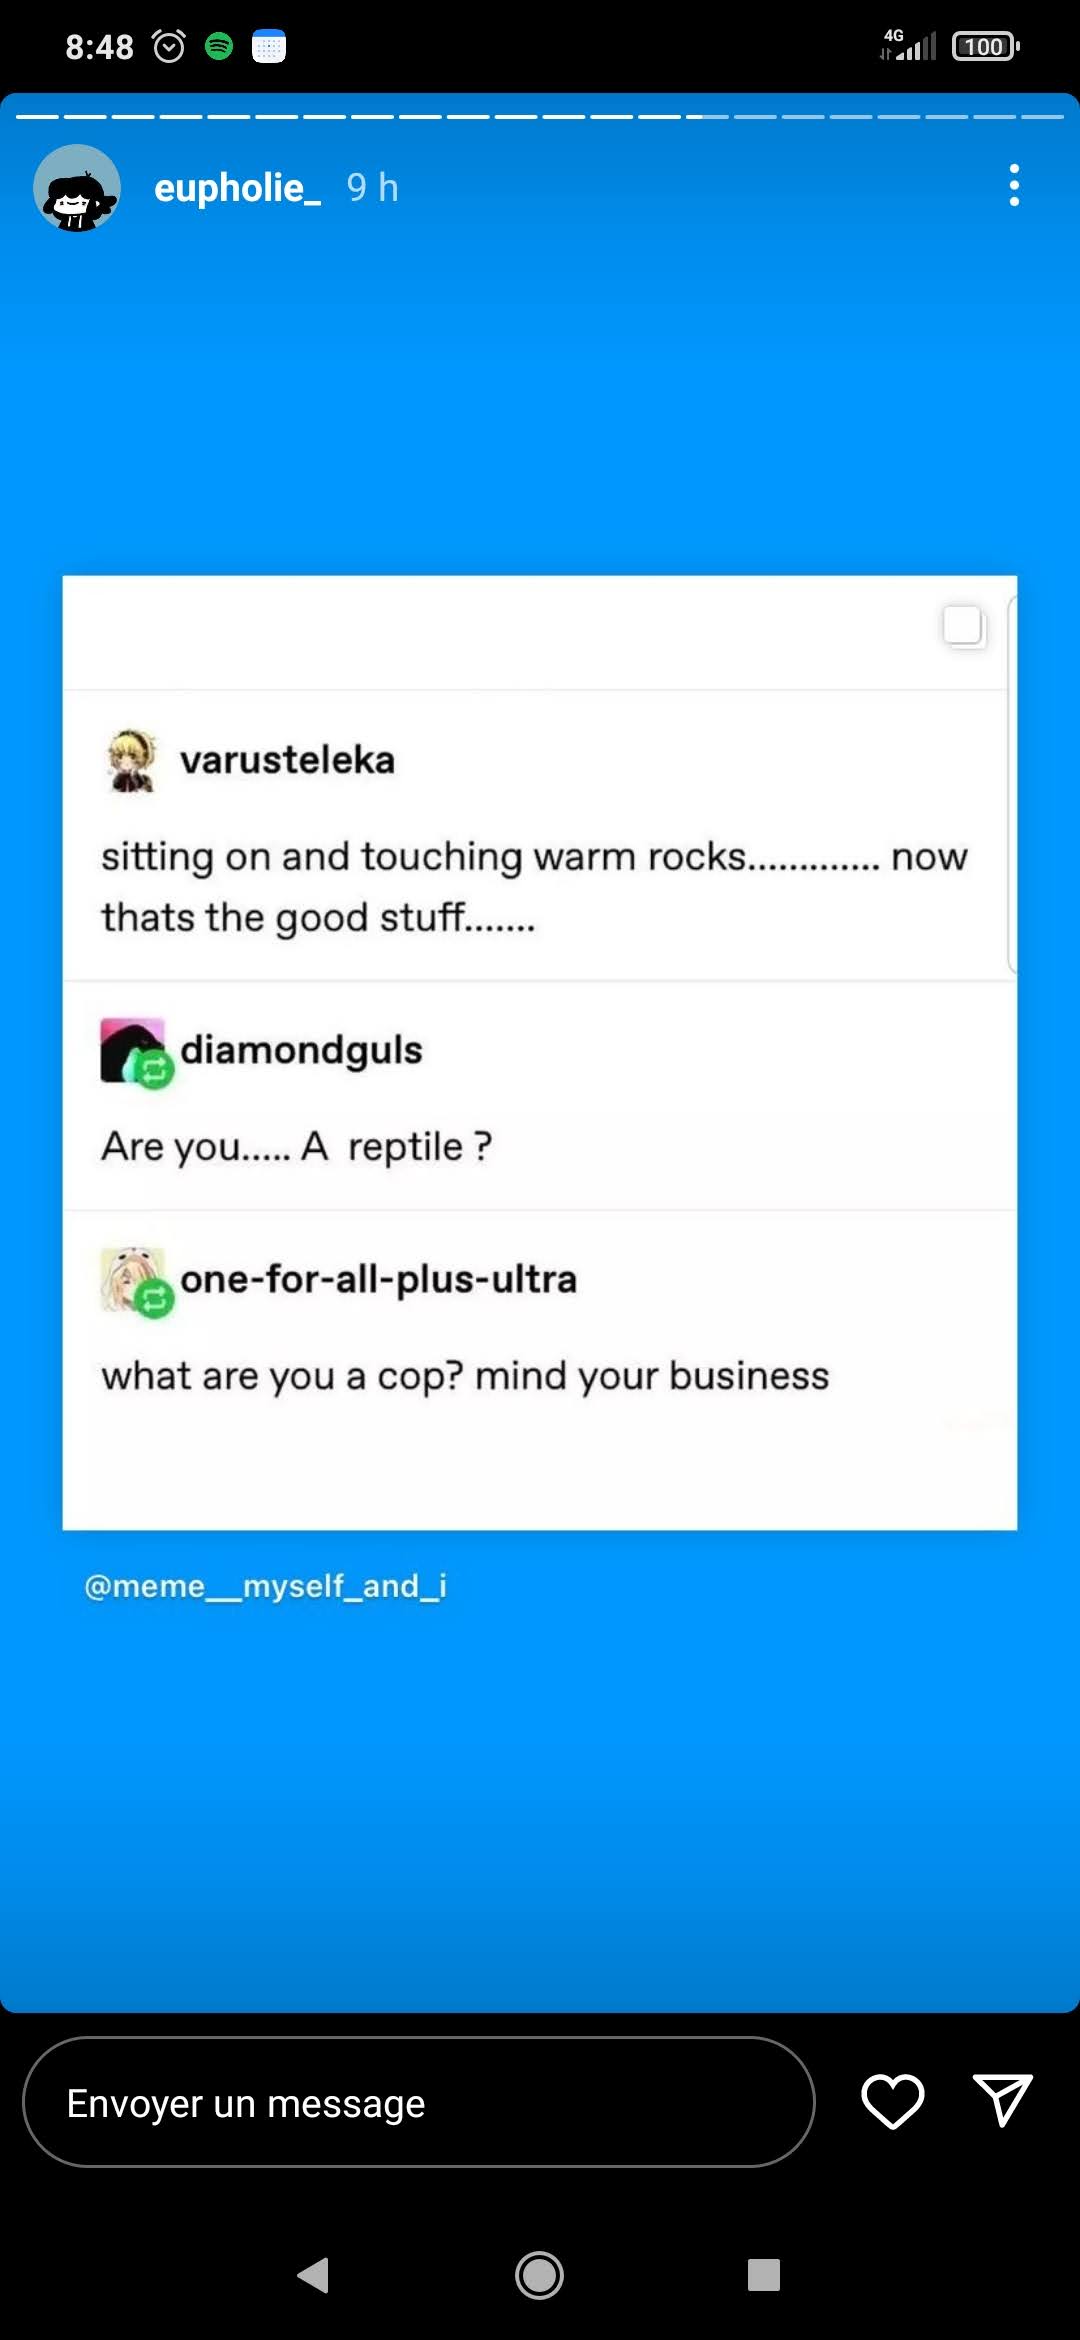 8:48
4G
100
eupholie_ 9 h
varusteleka
sitting on and touching warm rocks............. now
thats the good stuff.......
diamondguls
Are you..... A  reptile ?
one-for-all-plus-ultra
what are you a cop? mind your business
@meme__myself_and_i
Envoyer un message